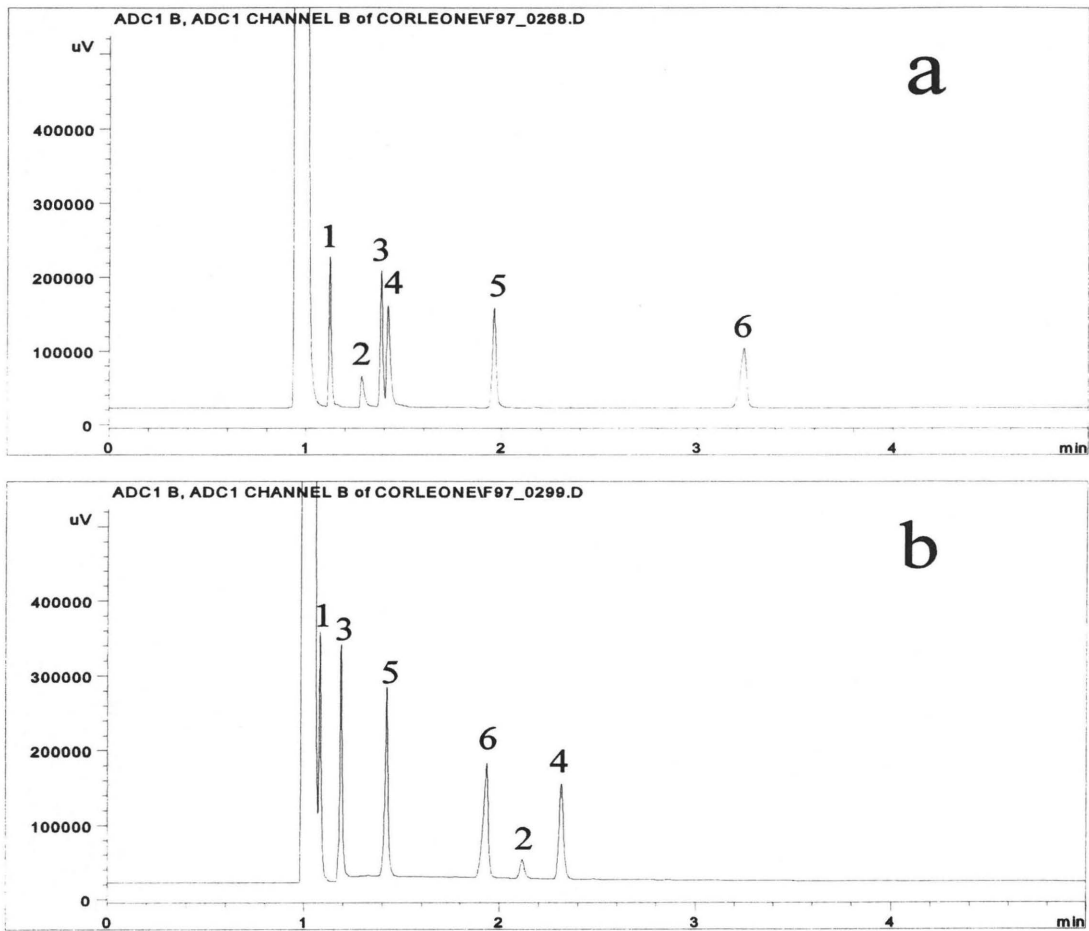 ADC1 B, ADC1 CHANNEL B of CORLEONE\F97_0268.D
uV
a
400000
300000
200000
100000
0
1
2
3
4
5
6
0 1 2 3 4 min
ADC1 B, ADC1 CHANNEL B of CORLEONE\F97_0299.D
uV
b
400000
300000
200000
100000
0
1
3
5
6
2
4
0 1 2 3 4 min